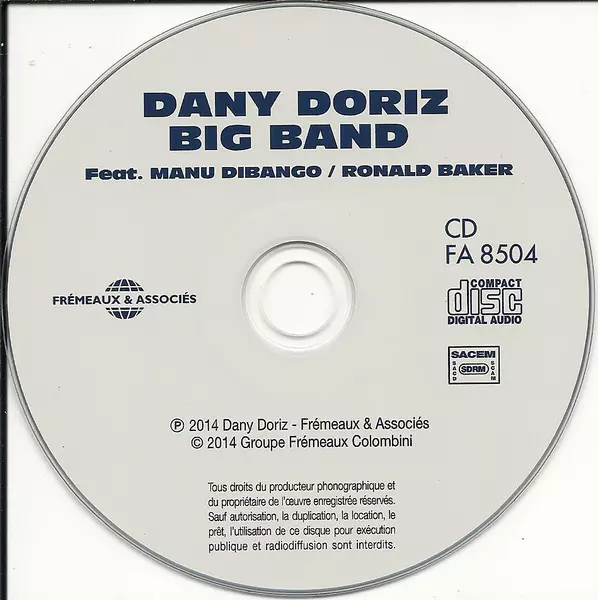 DANY DORIZ
BIG BAND
Feat. MANU DIBANGO / RONALD BAKER
CD
FA 8504
FRÉMEAUX & ASSOCIÉS
COMPACT
disc
DIGITAL AUDIO
SACEM
SACD
SDRM
SCAM
℗ 2014 Dany Doriz - Frémeaux & Associés
© 2014 Groupe Frémeaux Colombini
Tous droits du producteur phonographique et
du propriétaire de l'œuvre enregistrée réservés.
Sauf autorisation, la duplication, la location, le
prêt, l'utilisation de ce disque pour exécution
publique et radiodiffusion sont interdits.